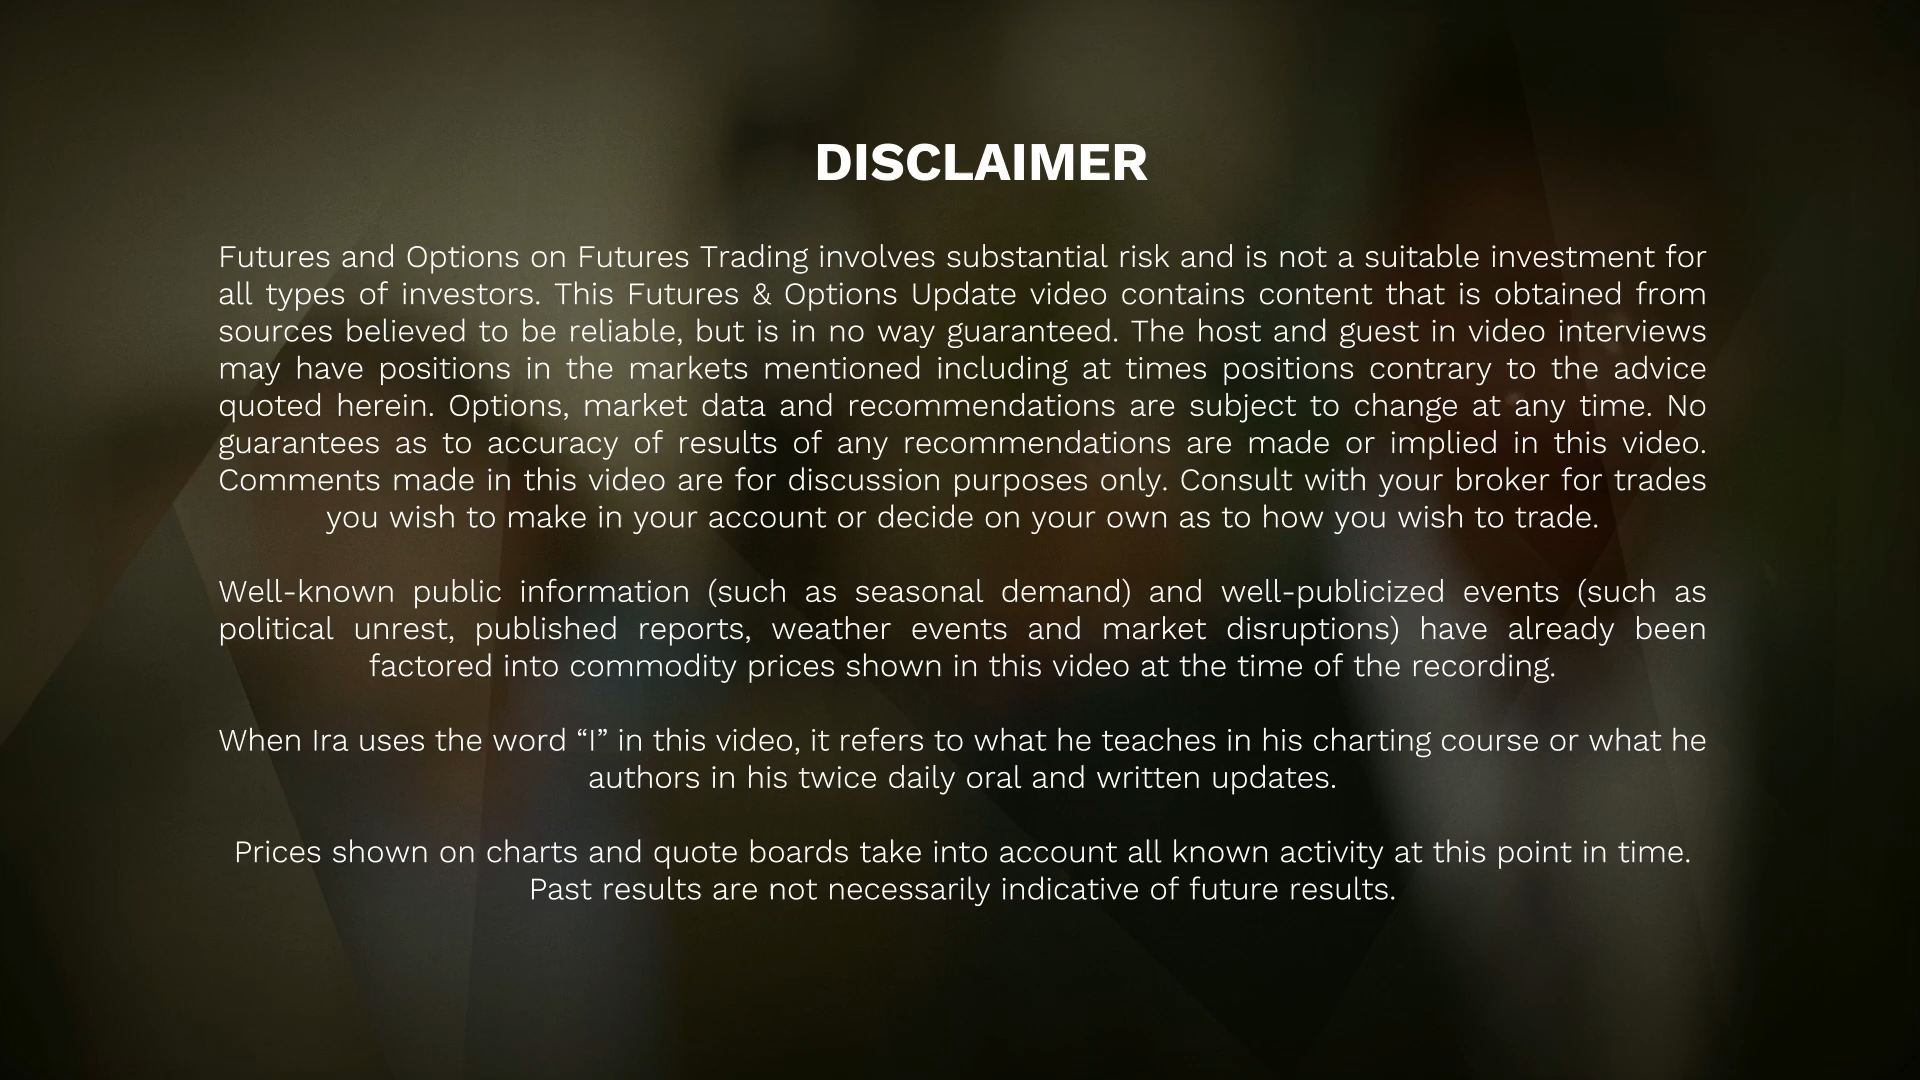 DISCLAIMER
Futures and Options on Futures Trading involves substantial risk and is not a suitable investment for
all types of investors. This Futures & Options Update video contains content that is obtained from
sources believed to be reliable, but is in no way guaranteed. The host and guest in video interviews
may have positions in the markets mentioned including at times positions contrary to the advice
quoted herein. Options, market data and recommendations are subject to change at any time. No
guarantees as to accuracy of results of any recommendations are made or implied in this video.
Comments made in this video are for discussion purposes only. Consult with your broker for trades
you wish to make in your account or decide on your own as to how you wish to trade.
Well-known public information (such as seasonal demand) and well-publicized events (such as
political unrest, published reports, weather events and market disruptions) have already been
factored into commodity prices shown in this video at the time of the recording.
When Ira uses the word “I” in this video, it refers to what he teaches in his charting course or what he
authors in his twice daily oral and written updates.
Prices shown on charts and quote boards take into account all known activity at this point in time.
Past results are not necessarily indicative of future results.